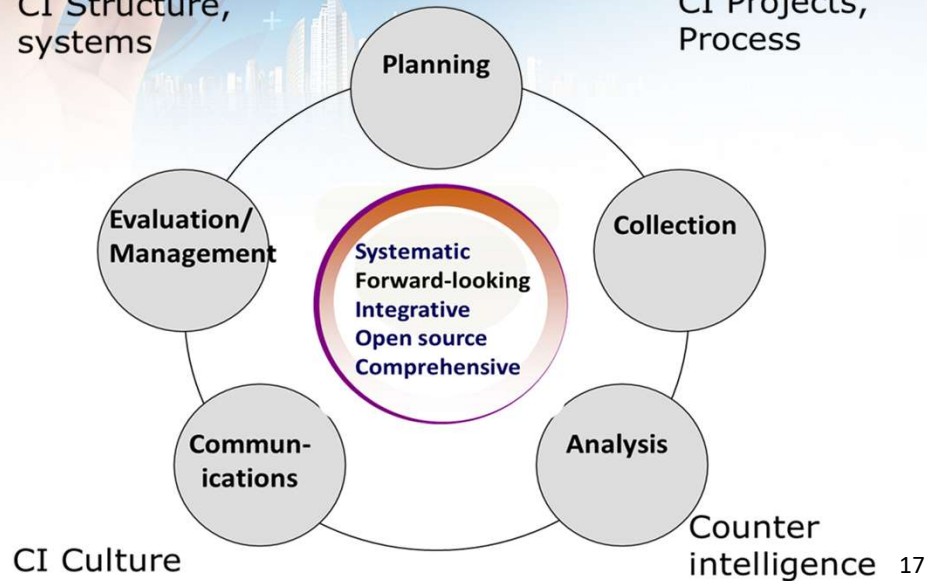 CI Structure,
systems
CI Projects,
Process
Planning
Evaluation/
Management
Collection
Systematic
Forward-looking
Integrative
Open source
Comprehensive
Commun-
ications
Analysis
CI Culture
Counter
intelligence
17